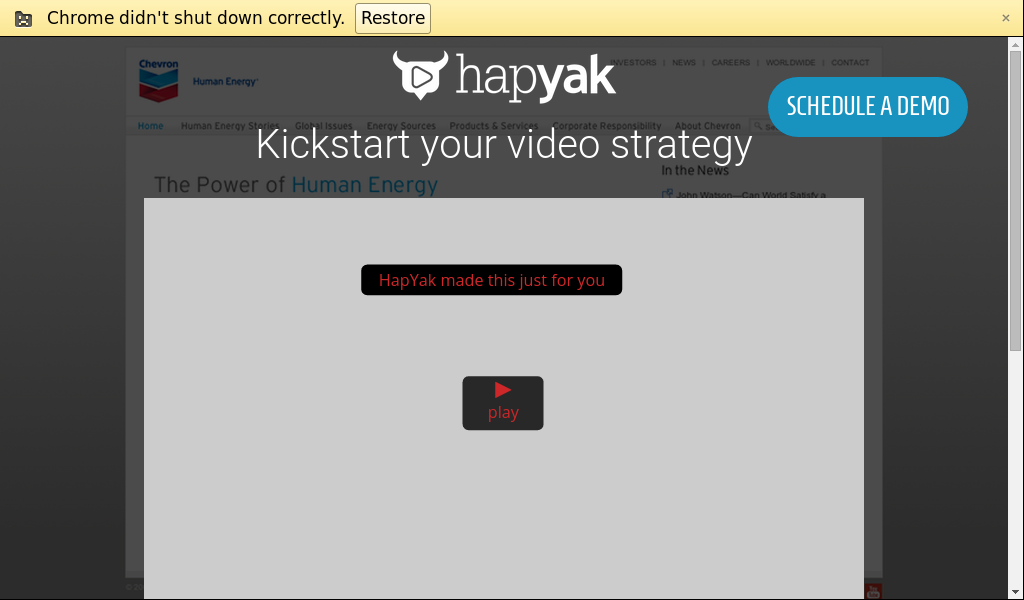 Chrome didn't shut down correctly. Restore ×
hapyak
INVESTORS | NEWS | CAREERS | WORLDWIDE | CONTACT
Chevron
Human Energy
SCHEDULE A DEMO
Home Human Energy Stories Global Issues Energy Sources Products & Services Corporate Responsibility About Chevron
Kickstart your video strategy
In the News
The Power of Human Energy
John Watson—Can World Satisfy a
HapYak made this just for you
play